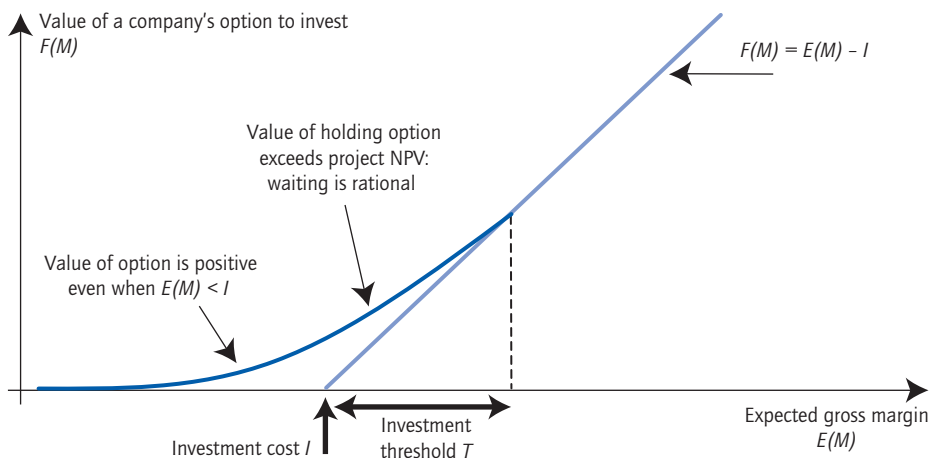 Value of a company’s option to invest
F(M)
F(M) = E(M) – I
Value of holding option
exceeds project NPV:
waiting is rational
Value of option is positive
even when E(M) < I
Investment cost I
Investment
threshold T
Expected gross margin
E(M)